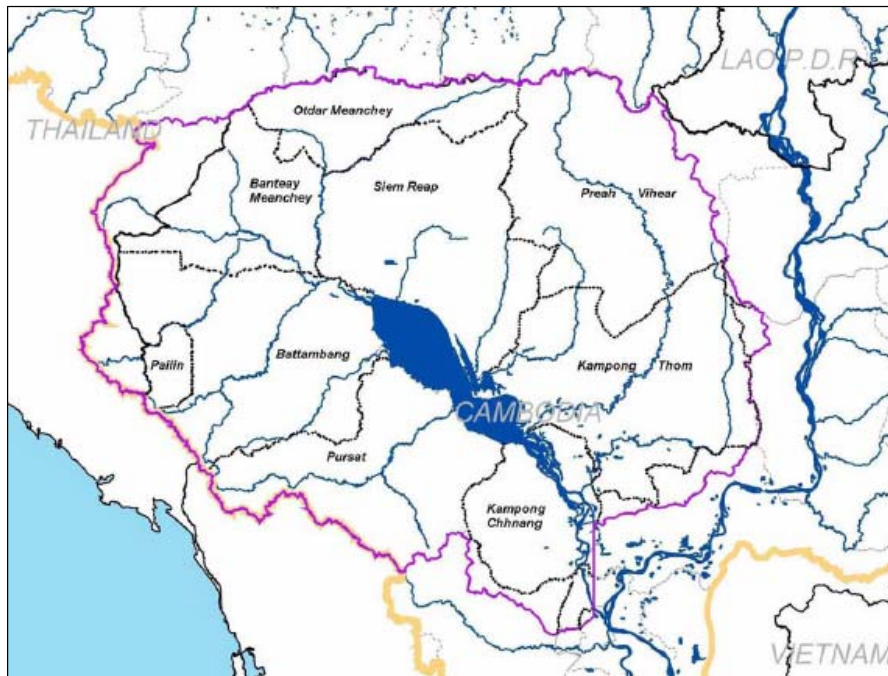 LAO P.D.R
THAILAND
Otdar Meanchey
Banteay
Meanchey
Siem Reap
Preah Vihear
Pailin
Battambang
Kampong Thom
CAMBODIA
Pursat
Kampong
Chhnang
VIETNAM